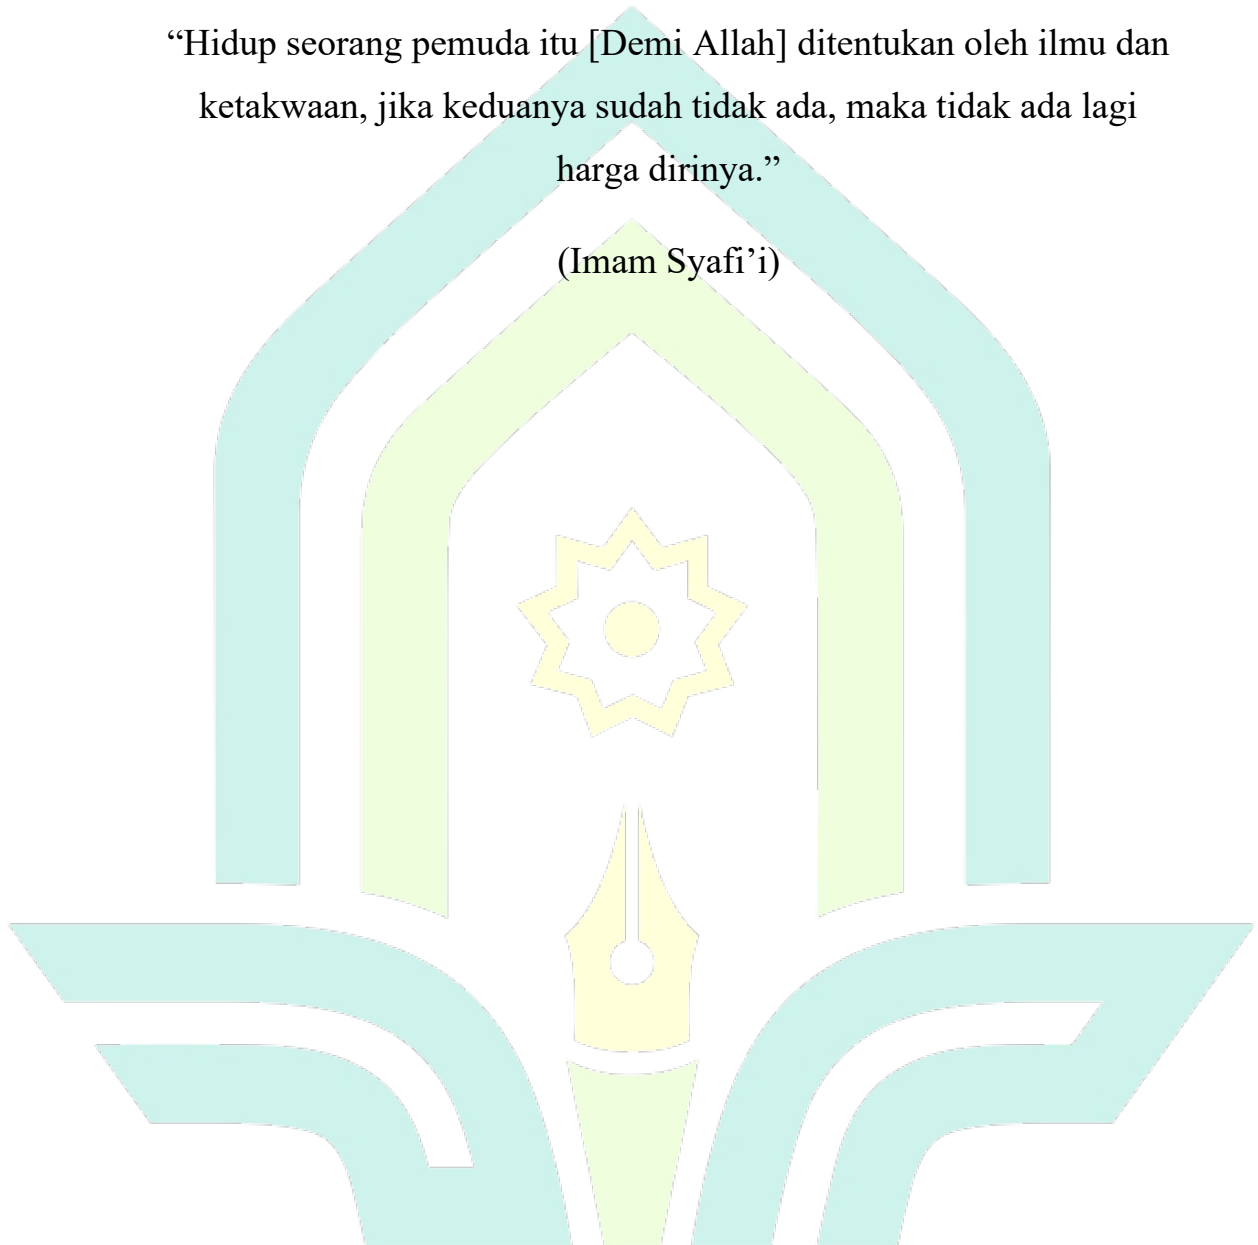 “Hidup seorang pemuda itu [Demi Allah] ditentukan oleh ilmu dan
ketakwaan, jika keduanya sudah tidak ada, maka tidak ada lagi
harga dirinya.”
(Imam Syafi’i)